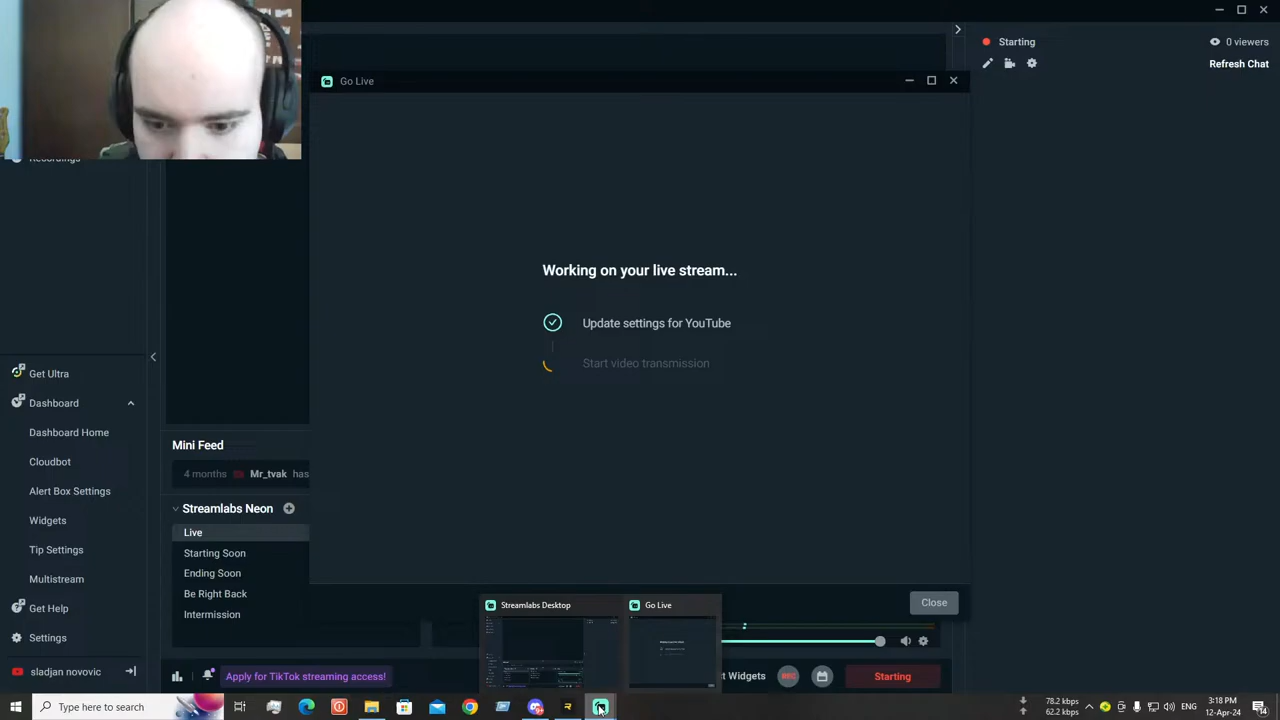 Starting
0 viewers
Refresh Chat
Go Live
Recordings
Working on your live stream...
Update settings for YouTube
Start video transmission
Get Ultra
Dashboard
Dashboard Home
Cloudbot
Alert Box Settings
Widgets
Tip Settings
Multistream
Get Help
Settings
sladjan novovic
Mini Feed
4 months Mr_tvak has
Streamlabs Neon
Live
Starting Soon
Ending Soon
Be Right Back
Intermission
Close
Streamlabs Desktop
Go Live
Apply for TikTok streaming access!
t Widgets
REC
Starting
Type here to search
78.2 kbps
62.2 kbps
3:18 PM
12-Apr-24